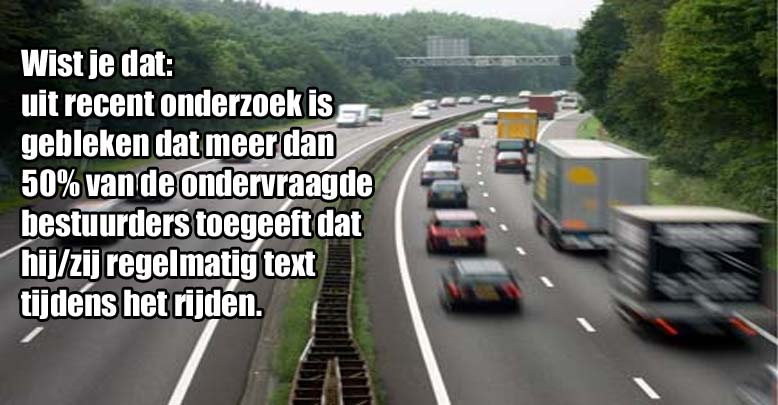 Wist je dat:
uit recent onderzoek is
gebleken dat meer dan
50% van de ondervraagde
bestuurders toegeeft dat
hij/zij regelmatig text
tijdens het rijden.